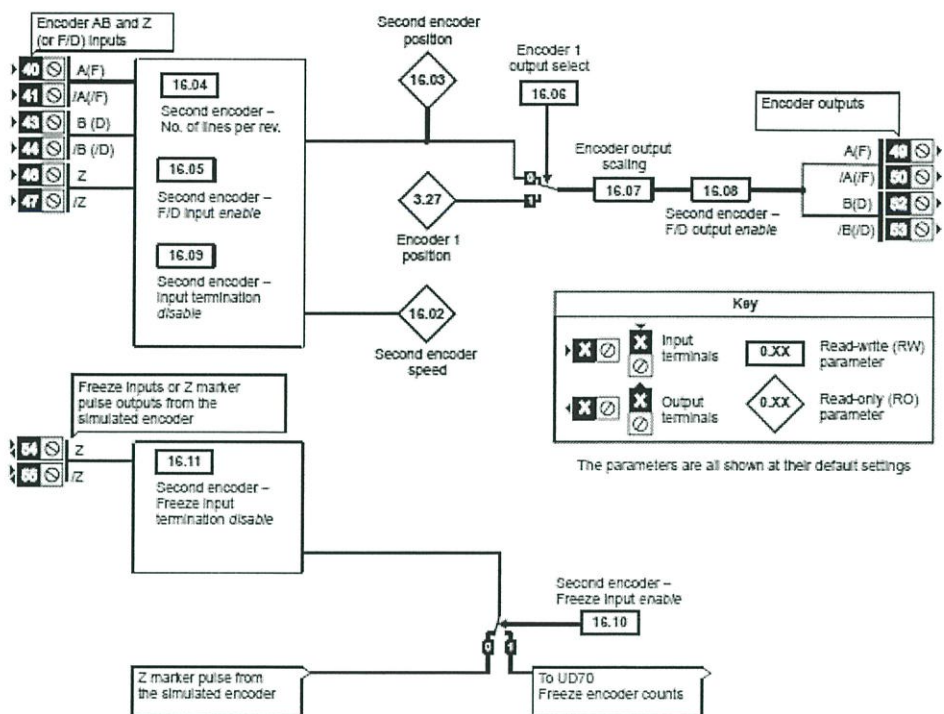 Encoder AB and Z
(or F/D) Inputs
40 A(F)
41 /A(/F)
43 B (D)
44 /B (/D)
46 Z
47 /Z
16.04
Second encoder –
No. of lines per rev.
16.05
Second encoder –
F/D input enable
16.09
Second encoder –
Input termination
disable
Second encoder
position
16.03
Encoder 1
output select
16.06
0
1
3.27
Encoder 1
position
16.02
Second encoder
speed
Encoder output
scaling
16.07
16.08
Second encoder –
F/D output enable
Encoder outputs
A(F) 49
/A(/F) 50
B(D) 52
/B(/D) 53
Key
X X Input
terminals
0.XX Read-write (RW)
parameter
X X Output
terminals
0.XX Read-only (RO)
parameter
The parameters are all shown at their default settings
Freeze inputs or Z marker
pulse outputs from the
simulated encoder
54 Z
55 /Z
16.11
Second encoder –
Freeze input
termination disable
Second encoder –
Freeze input enable
16.10
0 1
Z marker pulse from
the simulated encoder
To UD70
Freeze encoder counts